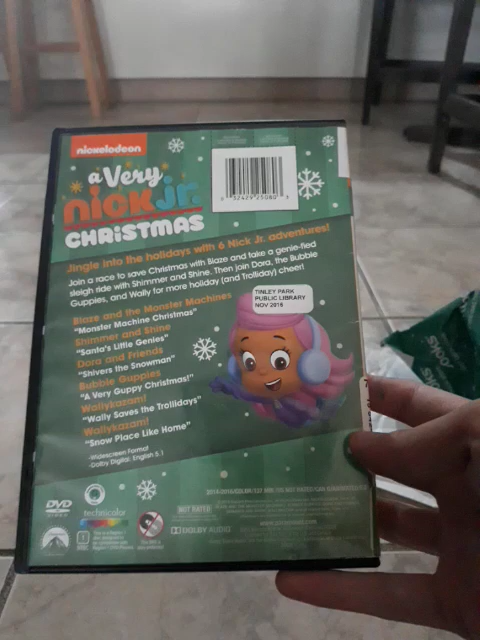 nickelodeon
a Very
nick jr.
CHRISTMAS
Jingle into the holidays with 6 Nick Jr. adventures!
Join a race to save Christmas with Blaze and take a genie-fied
sleigh ride with Shimmer and Shine. Then join Dora, the Bubble
Guppies, and Wally for more holiday (and Trollday) cheer!
Blaze and the Monster Machines
"Monster Machine Christmas"
Shimmer and Shine
"Santa's Little Genies"
Dora and Friends
"Shivers the Snowman"
Bubble Guppies
"A Very Guppy Christmas!"
Wallykazam!
"Wally Saves the Trollidays"
Wallykazam!
"Snow Place Like Home"
-Widescreen Format
-Dolby Digital: English 5.1
TINLEY PARK
PUBLIC LIBRARY
NOV 2016
DVD
VIDEO
technicolor
NOT RATED
DOLBY AUDIO
1